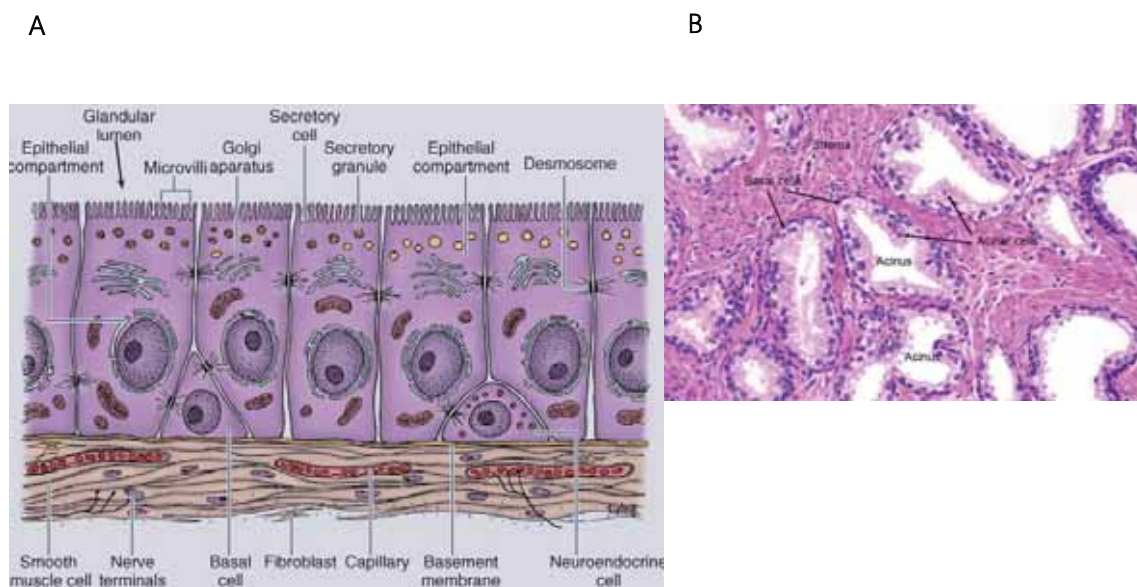 A
B
Glandular
lumen
Secretory
cell
Epithelial
compartment
Microvilli
Golgi
apparatus
Secretory
granule
Epithelial
compartment
Desmosome
Smooth
muscle cell
Nerve
terminals
Basal
cell
Fibroblast
Capillary
Basement
membrane
Neuroendocrine
cell
Stroma
Basal cells
Acinar cells
Acinus
Acinus